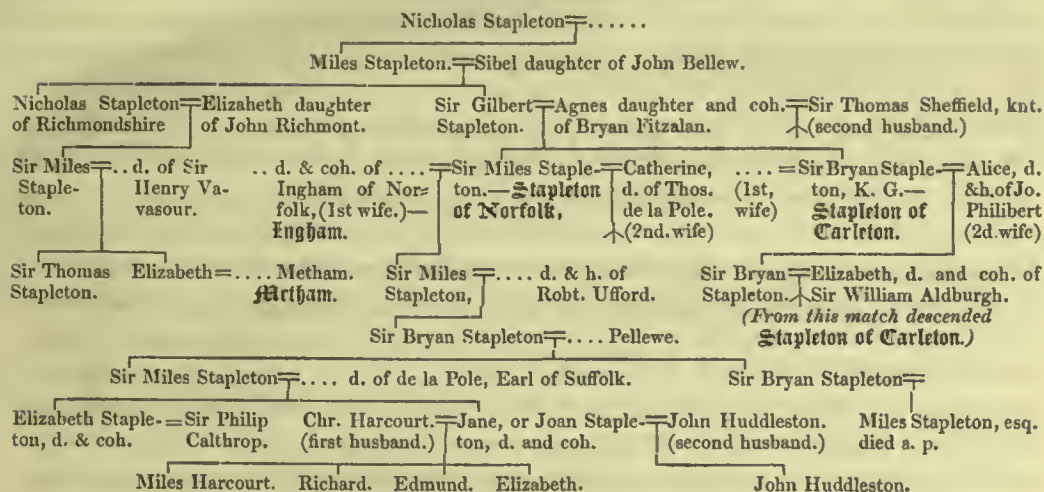 Nicholas Stapleton=......
Miles Stapleton.=Sibel daughter of John Bellew.
Nicholas Stapleton=Elizabeth daughter
of Richmondshire of John Richmont.
Sir Gilbert=Agnes daughter and coh.=Sir Thomas Sheffield, knt.
Stapleton. of Bryan Fitzalan. (second husband.)
Sir Miles=..d. of Sir
Staple- Henry Va-
ton. vasour.
.. d. & coh. of ....=Sir Miles Staple-=Catherine,
Ingham of Nor= ton.—Stapleton d. of Thos.
folk, (1st wife.)— of Norfolk, de la Pole.
Ingham. (2nd. wife)
....=Sir Bryan Staple-=Alice, d.
(1st, ton, K. G.— &h. of Jo.
wife) Stapleton of Philibert
Carleton. (2d. wife)
Sir Thomas Elizabeth=.... Metham.
Stapleton. Metham.
Sir Miles=.... d. & h. of
Stapleton, Robt. Ufford.
Sir Bryan=Elizabeth, d. and coh. of
Stapleton. Sir William Aldburgh.
(From this match descended
Stapleton of Carleton.)
Sir Bryan Stapleton=.... Pellewe.
Sir Miles Stapleton=.... d. of de la Pole, Earl of Suffolk.
Sir Bryan Stapleton=
Elizabeth Staple-=Sir Philip
ton, d. & coh. Calthrop.
Chr. Harcourt.=Jane, or Joan Staple-=John Huddleston.
(first husband.) ton, d. and coh. (second husband.)
Miles Stapleton, esq.
died a. p.
Miles Harcourt. Richard. Edmund. Elizabeth.
John Huddleston.